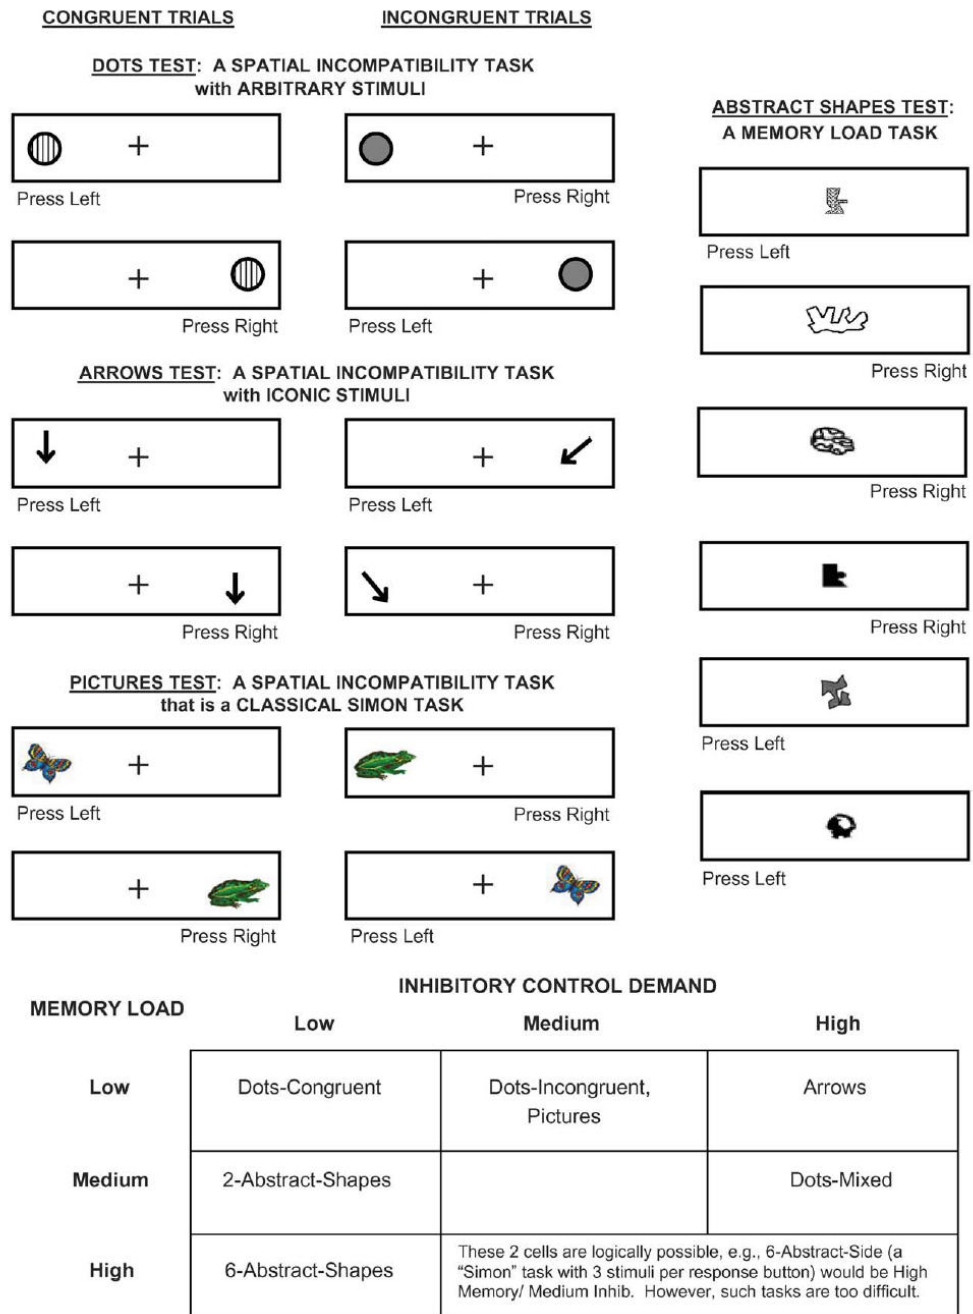 CONGRUENT TRIALS
INCONGRUENT TRIALS
DOTS TEST: A SPATIAL INCOMPATIBILITY TASK
with ARBITRARY STIMULI
+
+
Press Left
Press Right
+
+
Press Right
Press Left
ARROWS TEST: A SPATIAL INCOMPATIBILITY TASK
with ICONIC STIMULI
+
+
Press Left
Press Left
+
+
Press Right
Press Right
PICTURES TEST: A SPATIAL INCOMPATIBILITY TASK
that is a CLASSICAL SIMON TASK
+
+
Press Left
Press Right
+
+
Press Right
Press Left
ABSTRACT SHAPES TEST:
A MEMORY LOAD TASK
Press Left
Press Right
Press Right
Press Right
Press Left
Press Left
INHIBITORY CONTROL DEMAND
MEMORY LOAD
Low
Medium
High
Low
Dots-Congruent
Dots-Incongruent,
Pictures
Arrows
Medium
2-Abstract-Shapes
Dots-Mixed
High
6-Abstract-Shapes
These 2 cells are logically possible, e.g., 6-Abstract-Side (a
"Simon" task with 3 stimuli per response button) would be High
Memory/ Medium Inhib. However, such tasks are too difficult.